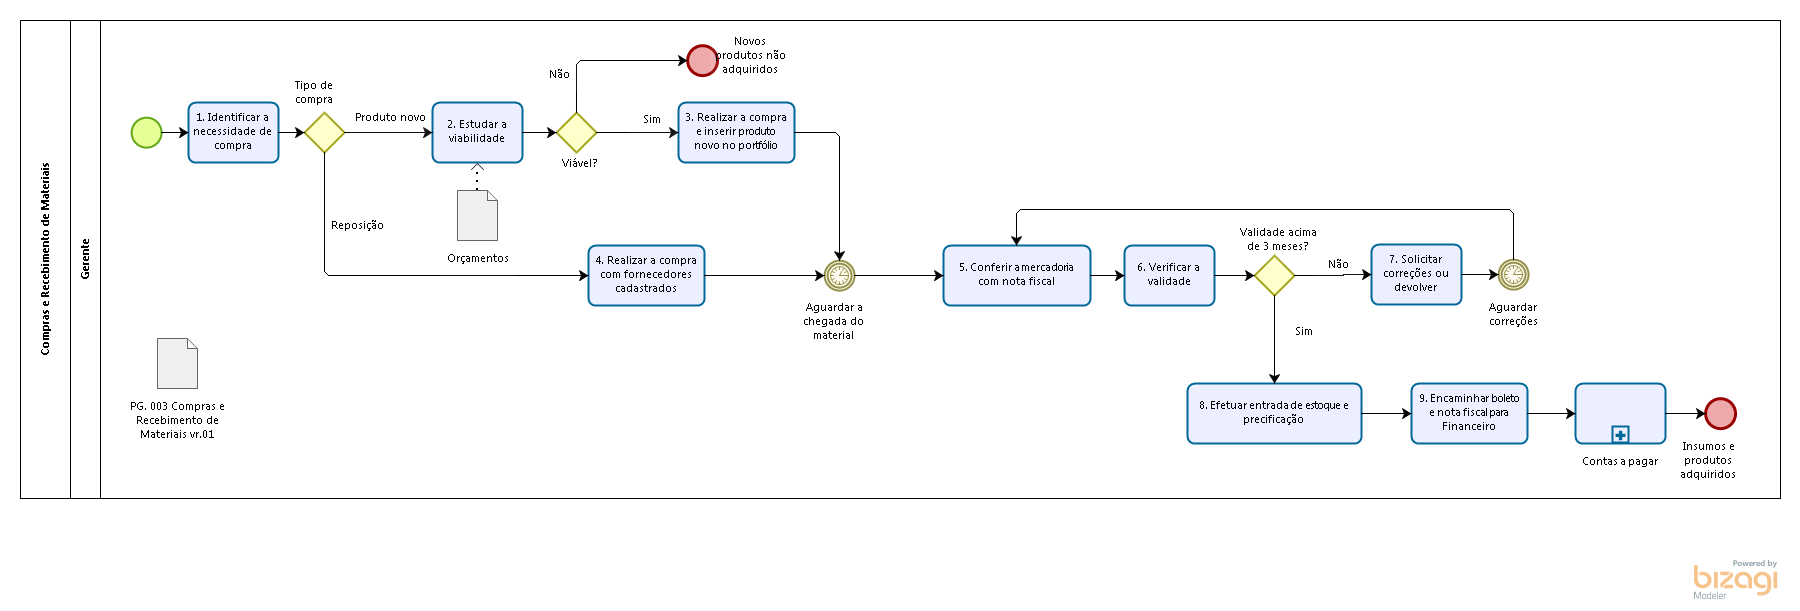 Compras e Recebimento de Materiais
Gerente
1. Identificar a
necessidade de
compra
Tipo de
compra
Produto novo
Reposição
2. Estudar a
viabilidade
Orçamentos
Viável?
Não
Novos
produtos não
adquiridos
Sim
3. Realizar a compra
e inserir produto
novo no portfólio
4. Realizar a compra
com fornecedores
cadastrados
Aguardar a
chegada do
material
5. Conferir a mercadoria
com nota fiscal
6. Verificar a
validade
Validade acima
de 3 meses?
Não
7. Solicitar
correções ou
devolver
Aguardar
correções
Sim
8. Efetuar entrada de estoque e
precificação
9. Encaminhar boleto
e nota fiscal para
Financeiro
Contas a pagar
Insumos e
produtos
adquiridos
PG. 003 Compras e
Recebimento de
Materiais vr.01
Powered by
bizagi
Modeler